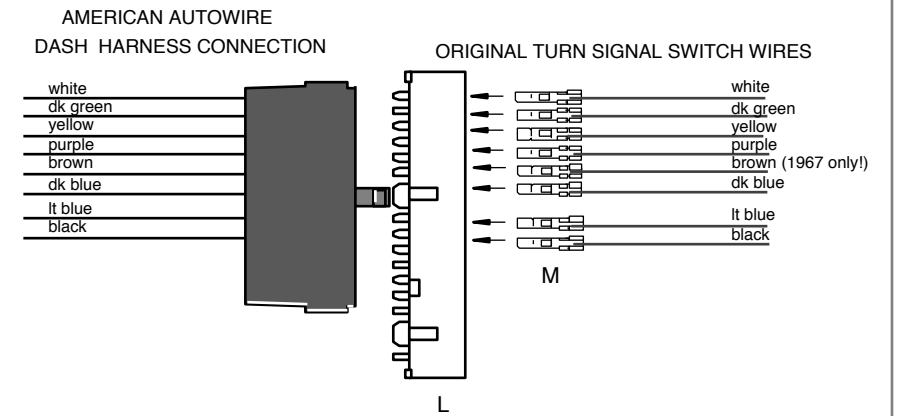 AMERICAN AUTOWIRE
DASH HARNESS CONNECTION
ORIGINAL TURN SIGNAL SWITCH WIRES
white
dk green
yellow
purple
brown
dk blue
lt blue
black
white
dk green
yellow
purple
brown (1967 only!)
dk blue
lt blue
black
M
L